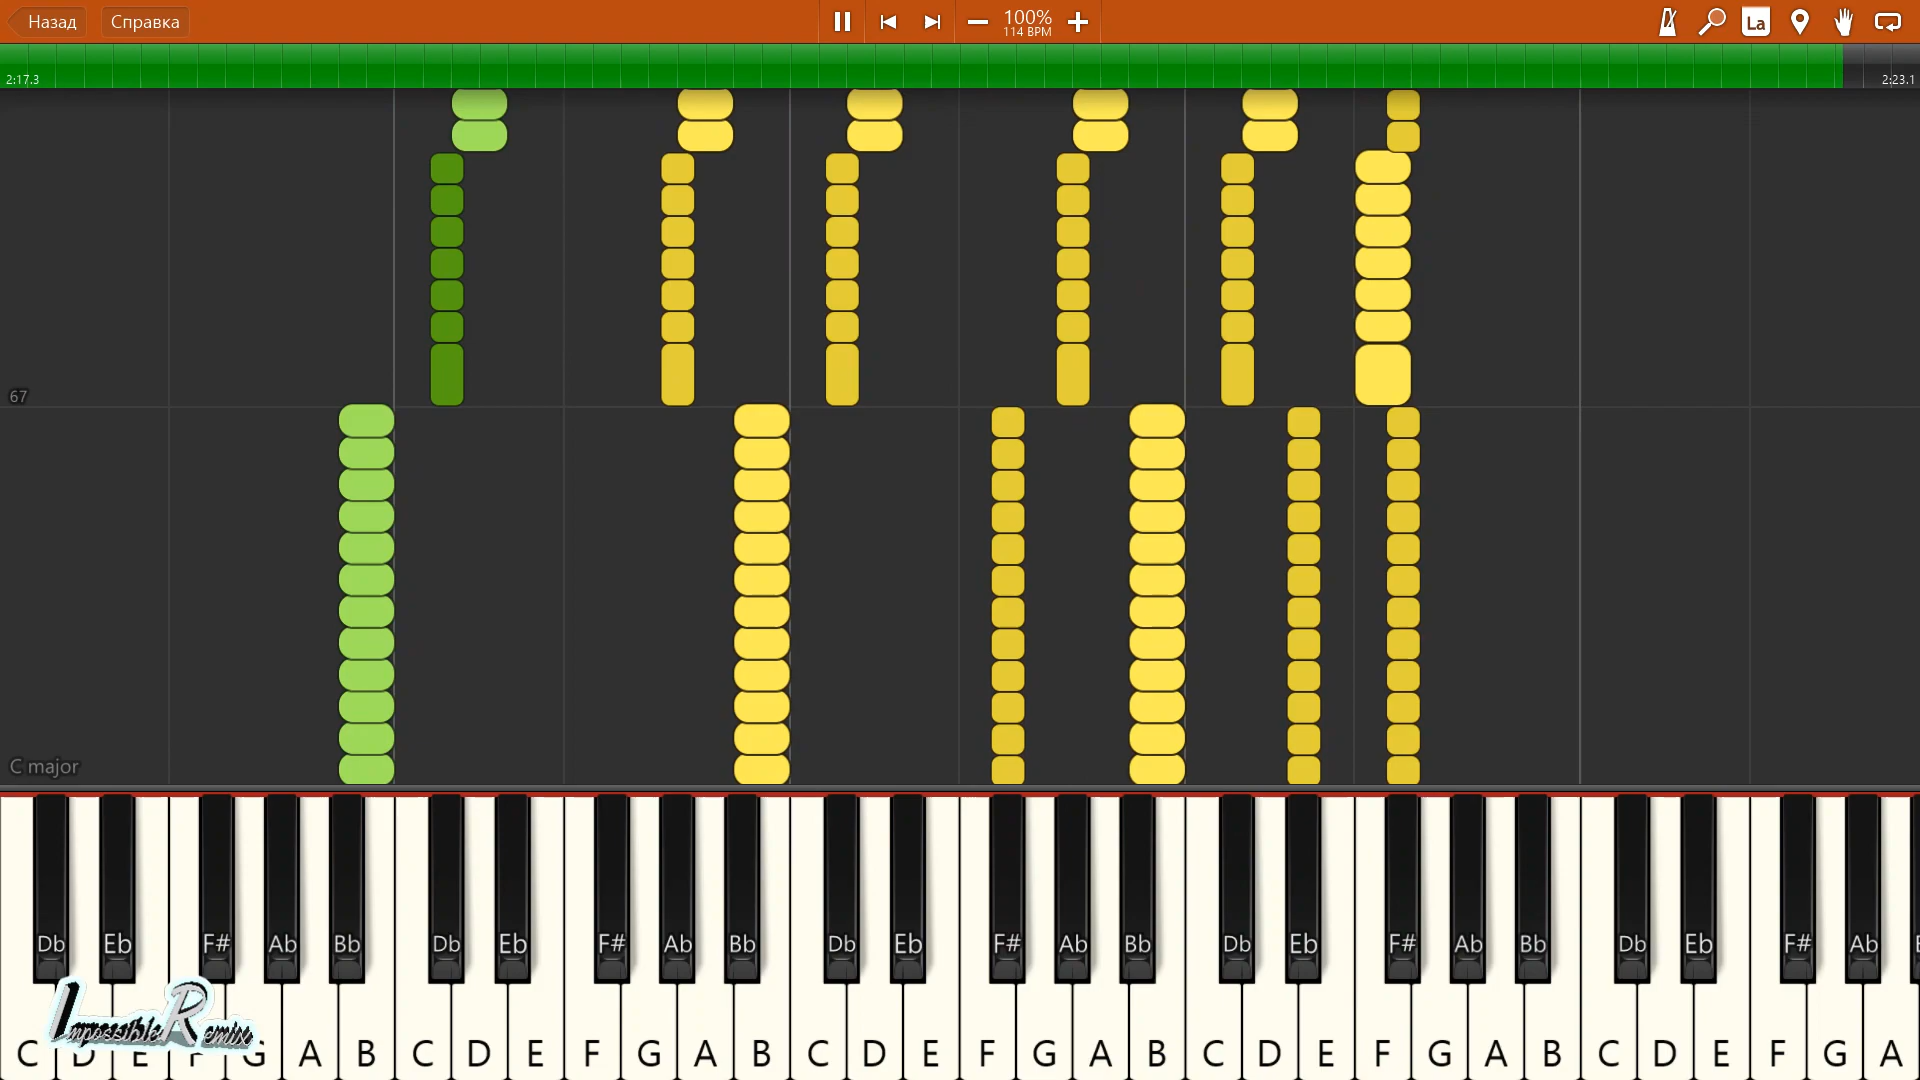 Назад
Справка
100%
114 BPM
La
2:17.3
2:23.1
67
C major
Db Eb F# Ab Bb Db Eb F# Ab Bb Db Eb F# Ab Bb Db Eb F# Ab Bb Db Eb F# Ab
ImpossibleRemix
C D E F G A B C D E F G A B C D E F G A B C D E F G A B C D E F G A